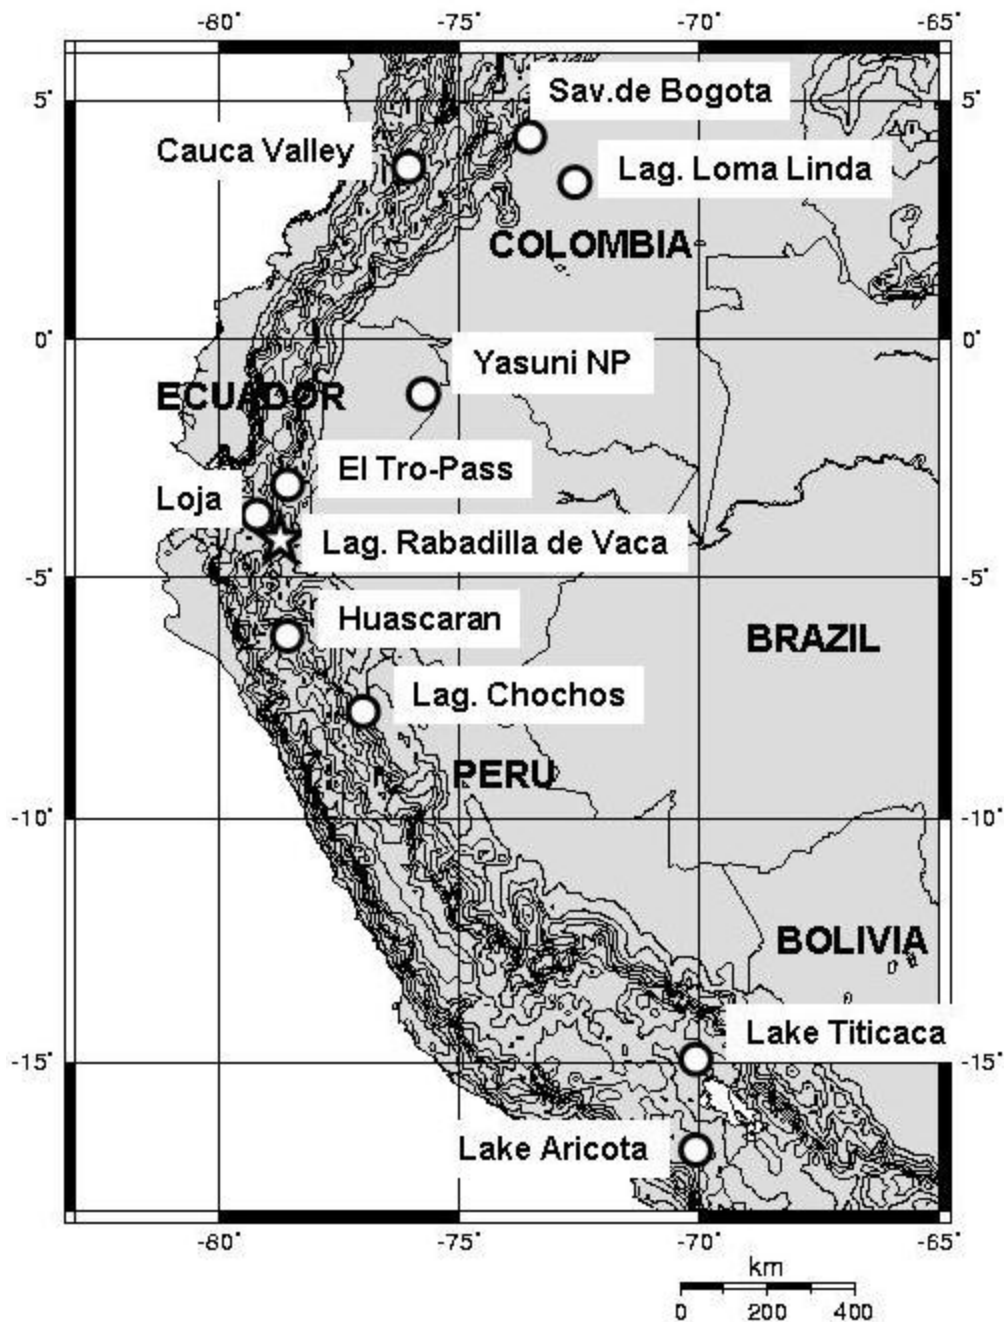 -80° -75° -70° -65°
Sav.de Bogota
5° 5°
Cauca Valley
Lag. Loma Linda
COLOMBIA
0° 0°
Yasuni NP
ECUADOR
El Tro-Pass
Loja
Lag. Rabadilla de Vaca
-5° -5°
Huascaran
BRAZIL
Lag. Chochos
PERU
-10° -10°
BOLIVIA
Lake Titicaca
-15° -15°
Lake Aricota
-80° -75° -70° -65°
km
0 200 400